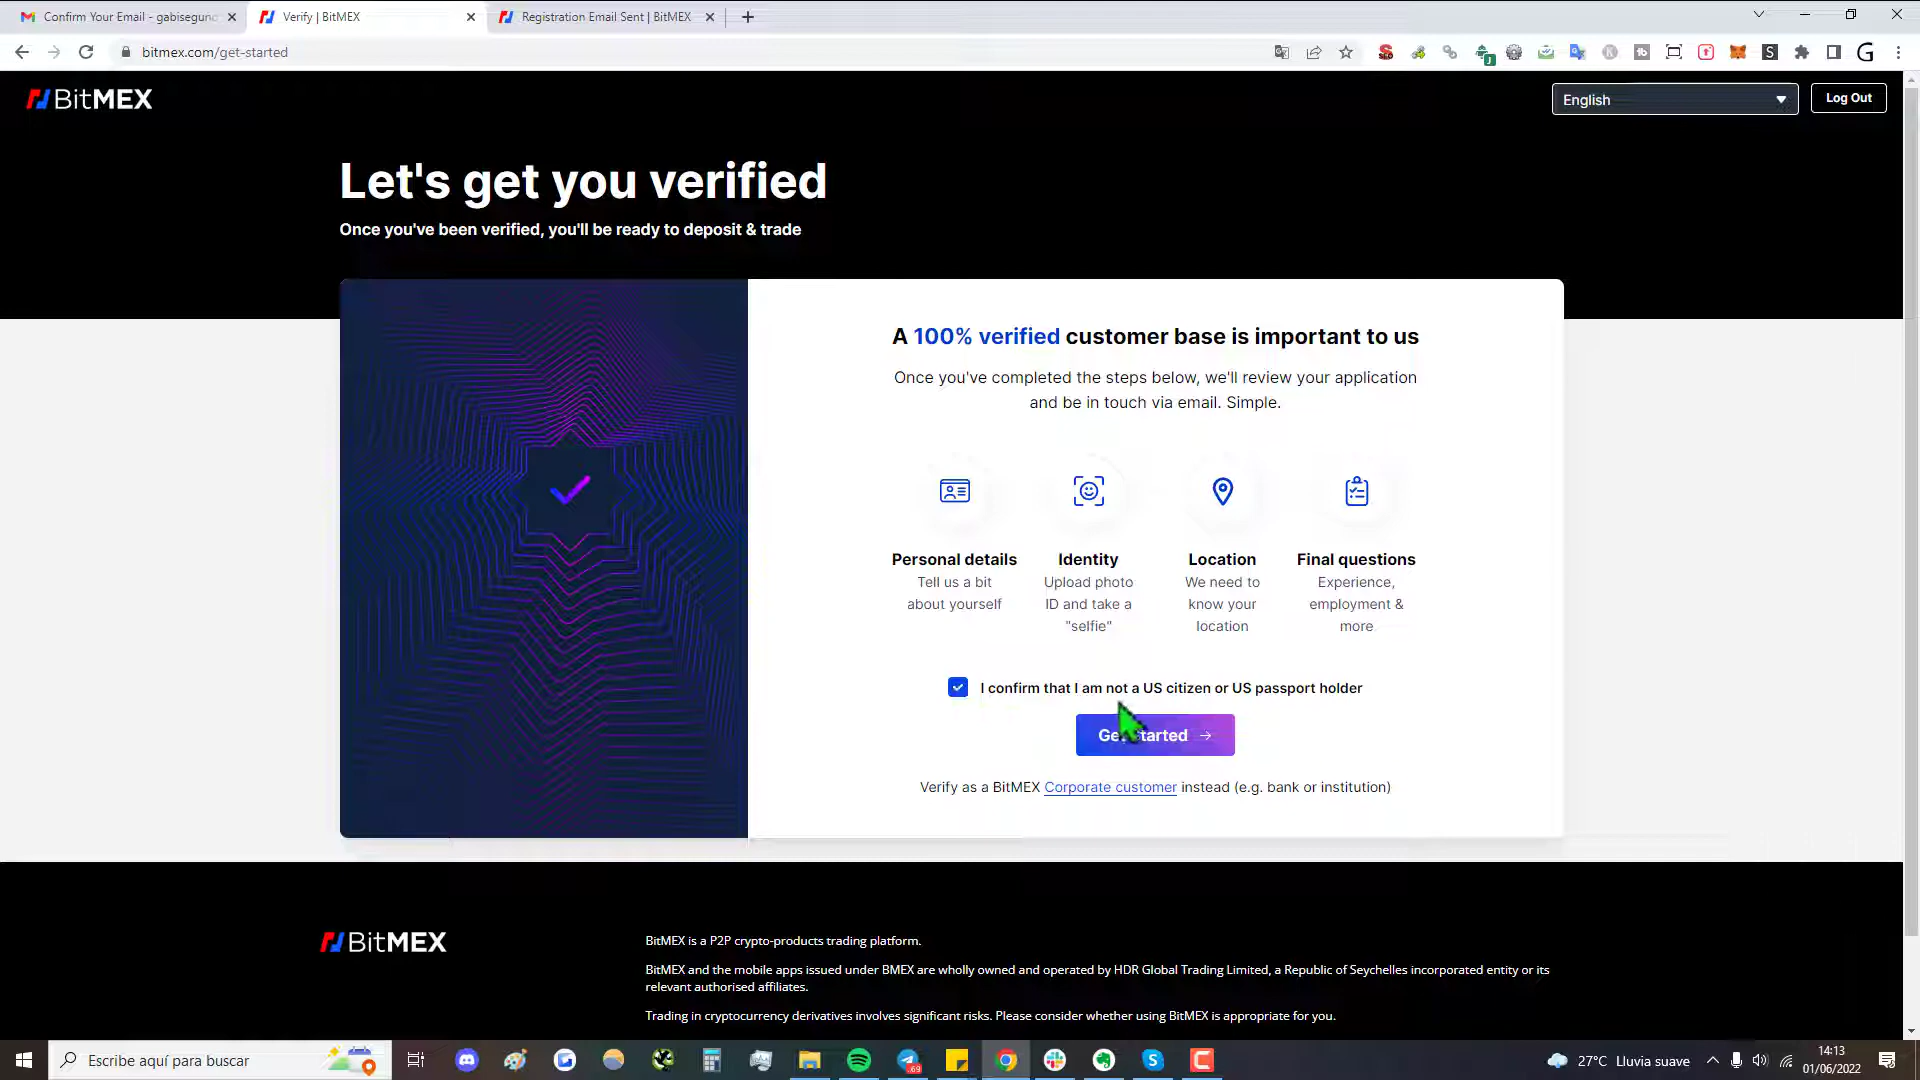 Confirm Your Email - gabisegund
Verify | BitMEX
Registration Email Sent | BitMEX
bitmex.com/get-started
BitMEX
English
Log Out
Let's get you verified
Once you've been verified, you'll be ready to deposit & trade
A 100% verified customer base is important to us
Once you've completed the steps below, we'll review your application
and be in touch via email. Simple.
Personal details
Tell us a bit
about yourself
Identity
Upload photo
ID and take a
"selfie"
Location
We need to
know your
location
Final questions
Experience,
employment &
more
I confirm that I am not a US citizen or US passport holder
Get Started
Verify as a BitMEX Corporate customer instead (e.g. bank or institution)
BitMEX
BitMEX is a P2P crypto-products trading platform.
BitMEX and the mobile apps issued under BMEX are wholly owned and operated by HDR Global Trading Limited, a Republic of Seychelles incorporated entity or its
relevant authorised affiliates.
Trading in cryptocurrency derivatives involves significant risks. Please consider whether using BitMEX is appropriate for you.
Escribe aquí para buscar
27°C Lluvia suave
14:13
01/06/2022